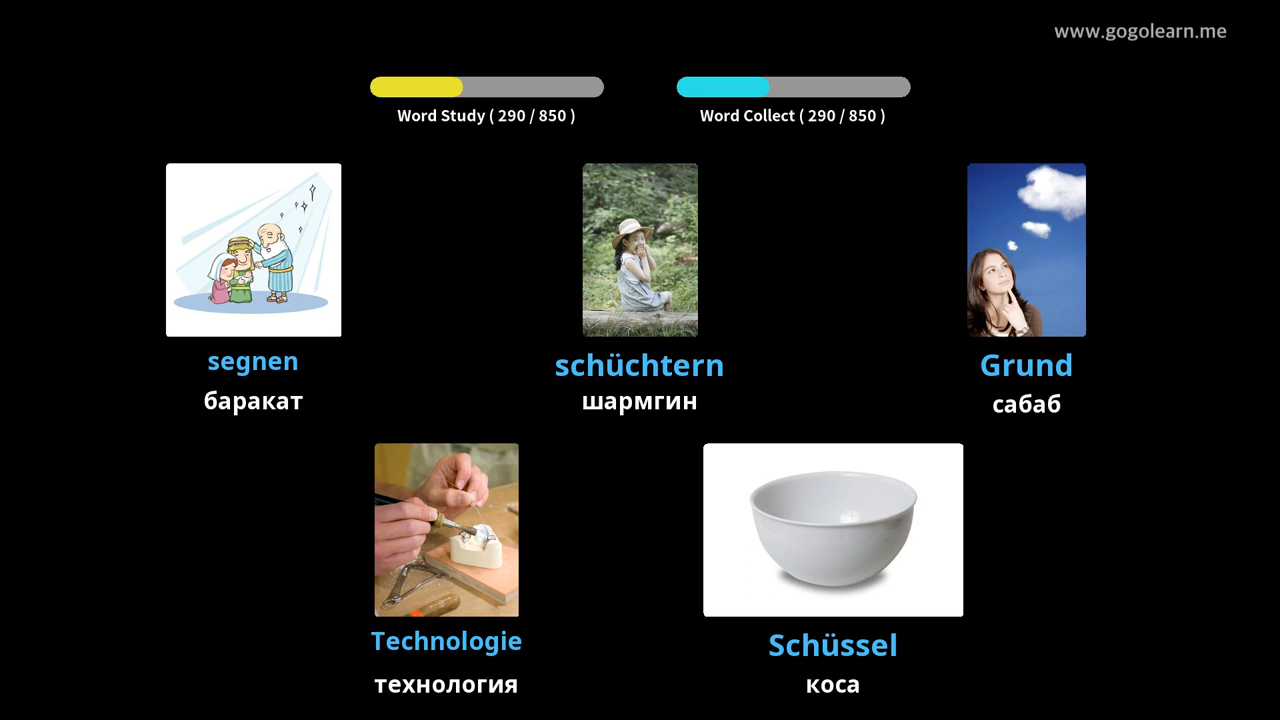 www.gogolearn.me
Word Study ( 290 / 850 )
Word Collect ( 290 / 850 )
segnen
баракат
schüchtern
шармгин
Grund
сабаб
Technologie
технология
Schüssel
коса